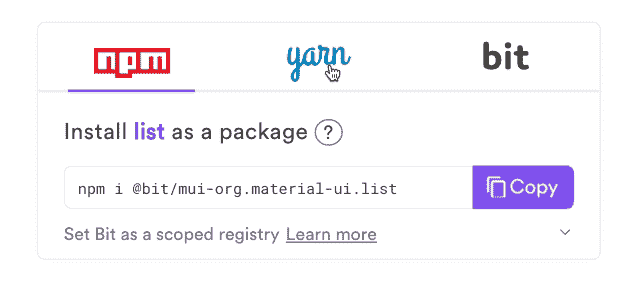 npm yarn bit
Install list as a package ?
npm i @bit/mui-org.material-ui.list Copy
Set Bit as a scoped registry Learn more